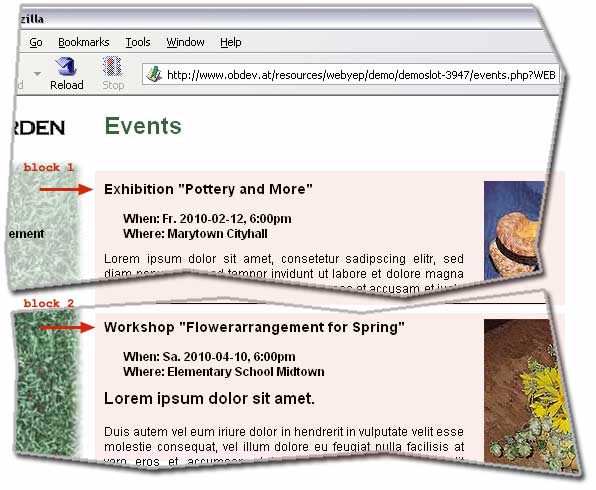 zilla
Go Bookmarks Tools Window Help
d Reload Stop http://www.obdev.at/resources/webyep/demo/demoslot-3947/events.php?WEB
RDEN
Events
block 1
Exhibition "Pottery and More"
When: Fr. 2010-02-12, 6:00pm
ement
Where: Marytown Cityhall
Lorem ipsum dolor sit amet, consetetur sadipscing elitr, sed
diam tempor invidunt ut labore et dolore magna
et accusam et
block 2
Workshop "Flowerarrangement for Spring"
When: Sa. 2010-04-10, 6:00pm
Where: Elementary School Midtown
Lorem ipsum dolor sit amet.
Duis autem vel eum iriure dolor in hendrerit in vulputate velit esse
molestie consequat, vel illum dolore eu feugiat nulla facilisis at
vero eros et accumsan